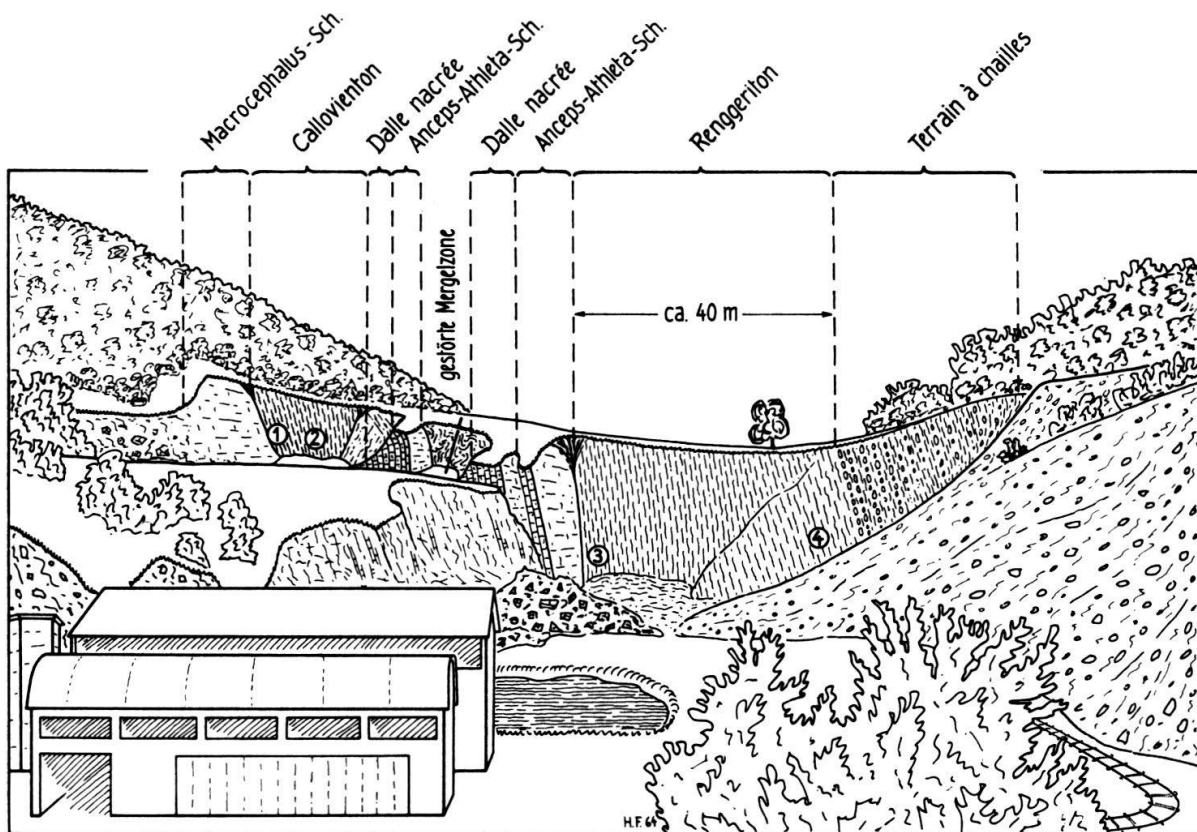 Macrocephalus-Sch.
Callovienton
Dalle nacrée
Anceps-Athleta-Sch.
Dalle nacrée
Anceps-Athleta-Sch.
Renggeriton
Terrain à chailles
gestörte Mergelzone
ca. 40 m
①
②
③
④
H.F. 64